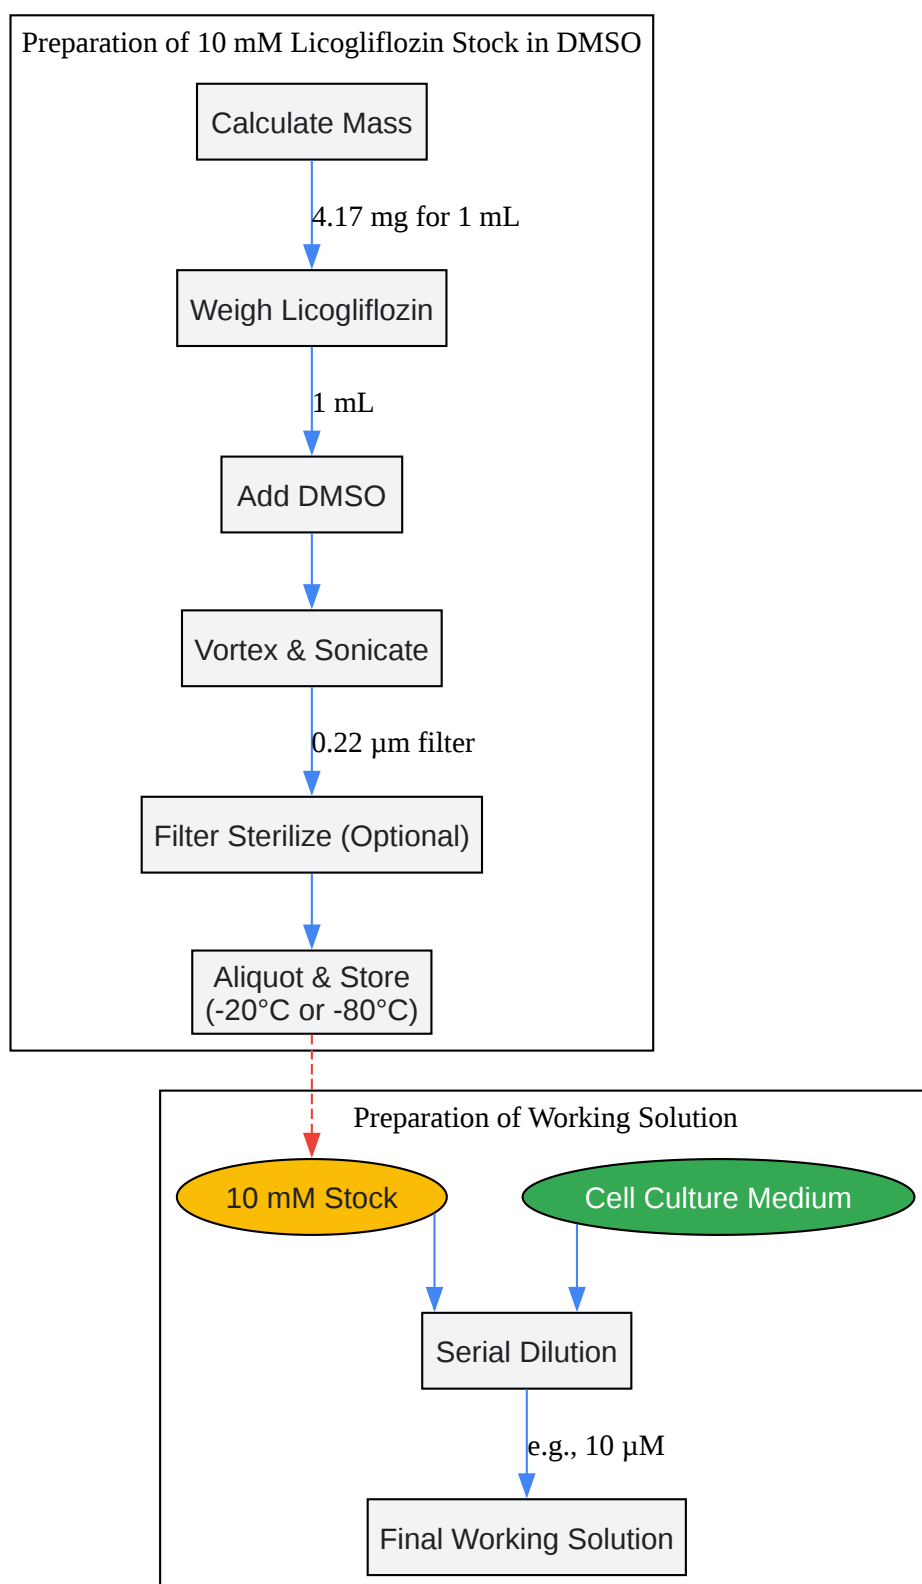 Preparation of 10 mM Licogliflozin Stock in DMSO
Calculate Mass
4.17 mg for 1 mL
Weigh Licogliflozin
1 mL
Add DMSO
Vortex & Sonicate
0.22 µm filter
Filter Sterilize (Optional)
Aliquot & Store
(-20°C or -80°C)
Preparation of Working Solution
10 mM Stock
Cell Culture Medium
Serial Dilution
e.g., 10 µM
Final Working Solution